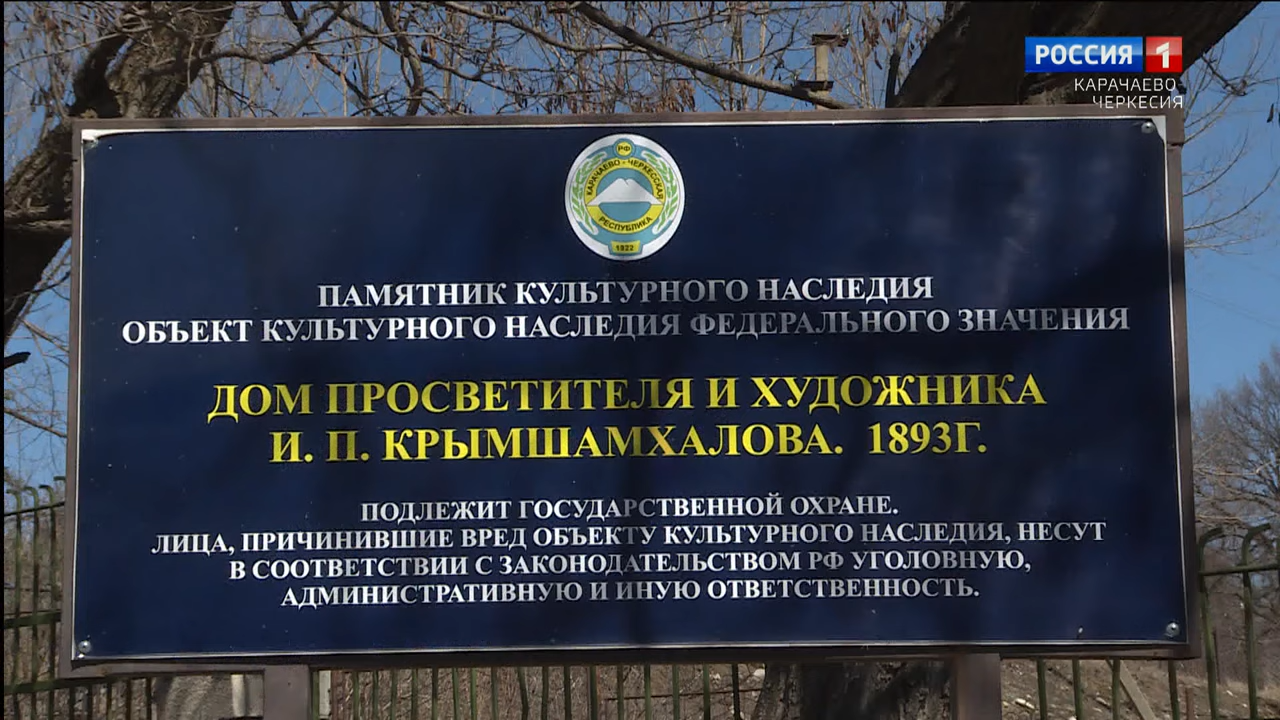 РОССИЯ 1
КАРАЧАЕВО
ЧЕРКЕСИЯ
РФ
КАРАЧАЕВО - ЧЕРКЕССКАЯ
РЕСПУБЛИКА
1922
ПАМЯТНИК КУЛЬТУРНОГО НАСЛЕДИЯ
ОБЪЕКТ КУЛЬТУРНОГО НАСЛЕДИЯ ФЕДЕРАЛЬНОГО ЗНАЧЕНИЯ
ДОМ ПРОСВЕТИТЕЛЯ И ХУДОЖНИКА
И. П. КРЫМШАМХАЛОВА. 1893Г.
ПОДЛЕЖИТ ГОСУДАРСТВЕННОЙ ОХРАНЕ.
ЛИЦА, ПРИЧИНИВШИЕ ВРЕД ОБЪЕКТУ КУЛЬТУРНОГО НАСЛЕДИЯ, НЕСУТ
В СООТВЕТСТВИИ С ЗАКОНОДАТЕЛЬСТВОМ РФ УГОЛОВНУЮ,
АДМИНИСТРАТИВНУЮ И ИНУЮ ОТВЕТСТВЕННОСТЬ.